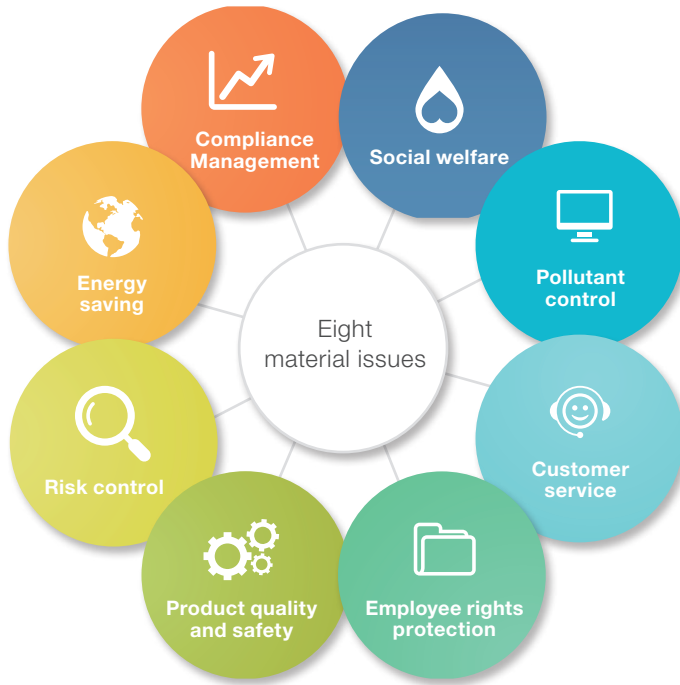 Compliance
Management
Social welfare
Energy
saving
Pollutant
control
Eight
material issues
Risk control
Customer
service
Product quality
and safety
Employee rights
protection